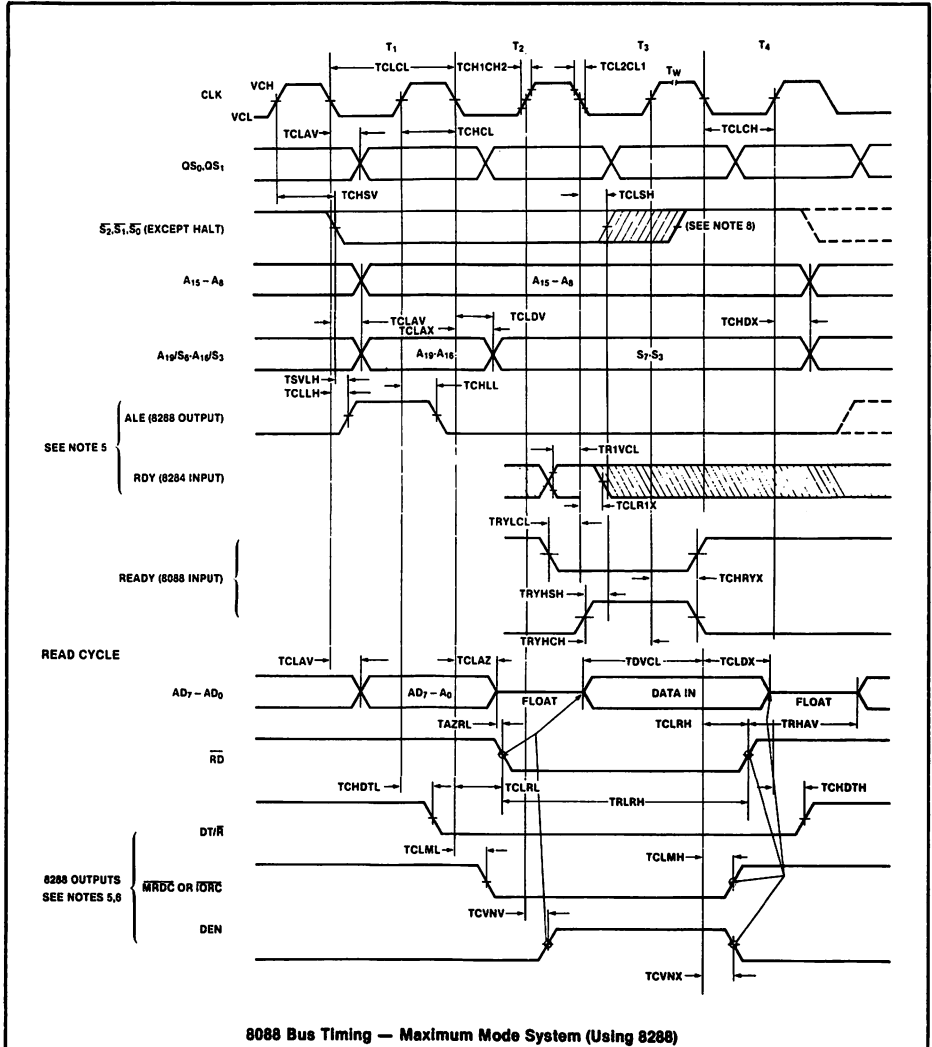 T1 T2 T3 T4
TCLCL TCH1CH2 TCL2CL1 TW
CLK VCH VCL
TCLAV TCHCL TCLCH
QS0,QS1
TCHSV TCLSH
S2,S1,S0 (EXCEPT HALT) (SEE NOTE 8)
A15 – A8 A15 – A8
TCLAV TCLDV TCHDX
TCLAX
A19/S6-A16/S3 A19-A16 S7-S3
TSVLH TCHLL
TCLLH
ALE (8288 OUTPUT)
SEE NOTE 5
TR1VCL
RDY (8284 INPUT)
TCLR1X
TRYLCL
READY (8088 INPUT) TCHRYX
TRYHSH
TRYHCH
READ CYCLE
TCLAV TCLAZ TDVCL TCLDX
AD7 – AD0 AD7 – A0 FLOAT DATA IN FLOAT
TAZRL TCLRH TRHAV
RD
TCHDTL TCLRL TRLRH TCHDTH
DT/R
TCLML TCLMH
8288 OUTPUTS
SEE NOTES 5,6
MRDC OR IORC
TCVNV
DEN
TCVNX
8088 Bus Timing — Maximum Mode System (Using 8288)